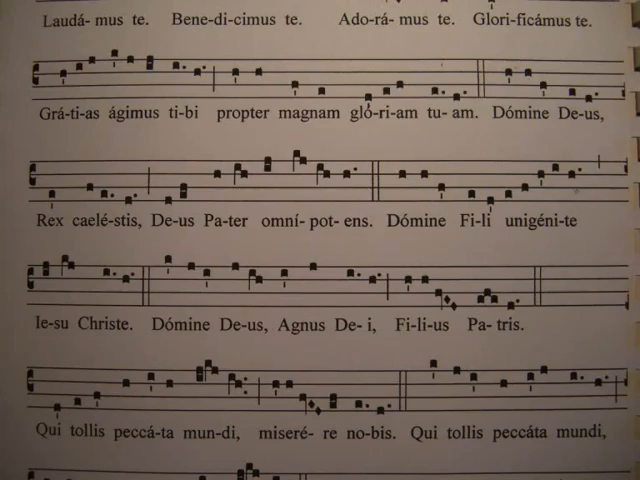 Laudá- mus te. Bene-di-cimus te. Ado-rá- mus te. Glori-ficámus te.
Grá-ti-as ágimus ti-bi propter magnam gló-ri-am tu- am. Dómine De-us,
Rex caelé-stis, De-us Pa-ter omní-pot- ens. Dómine Fi-li unigéni-te
Ie-su Christe. Dómine De-us, Agnus De- i, Fi-li-us Pa-tris.
Qui tollis peccá-ta mun-di, miseré- re no-bis. Qui tollis peccáta mundi,